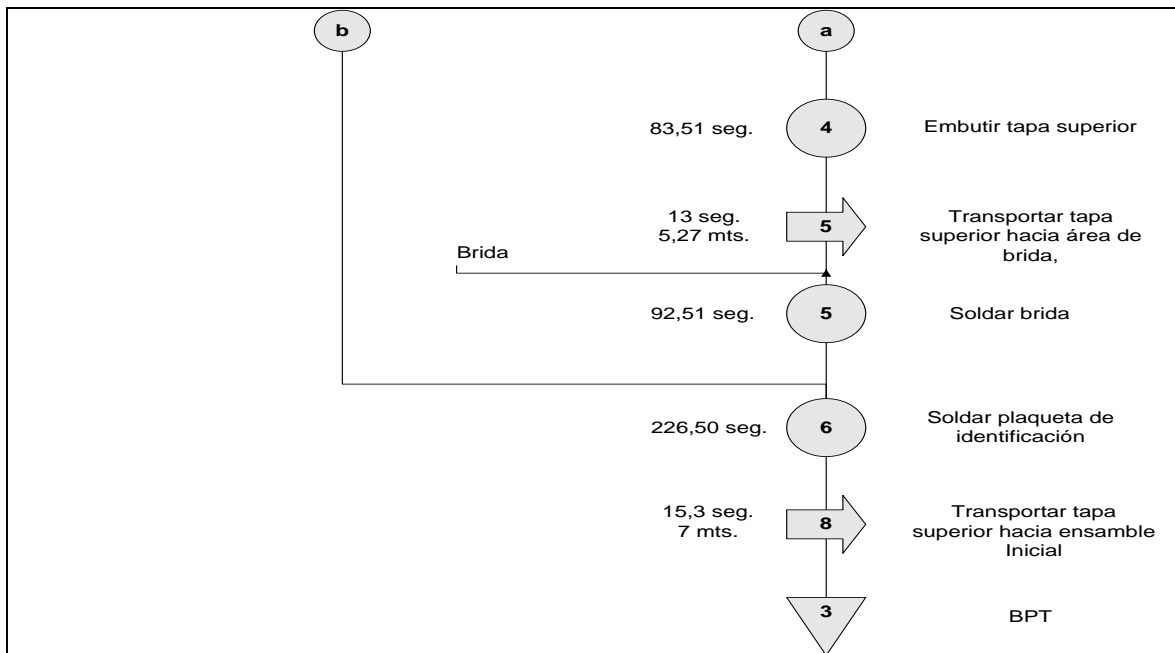 b
a
83,51 seg.
4
Embutir tapa superior
13 seg.
5,27 mts.
5
Transportar tapa
superior hacia área de
brida,
Brida
92,51 seg.
5
Soldar brida
226,50 seg.
6
Soldar plaqueta de
identificación
15,3 seg.
7 mts.
8
Transportar tapa
superior hacia ensamble
Inicial
3
BPT